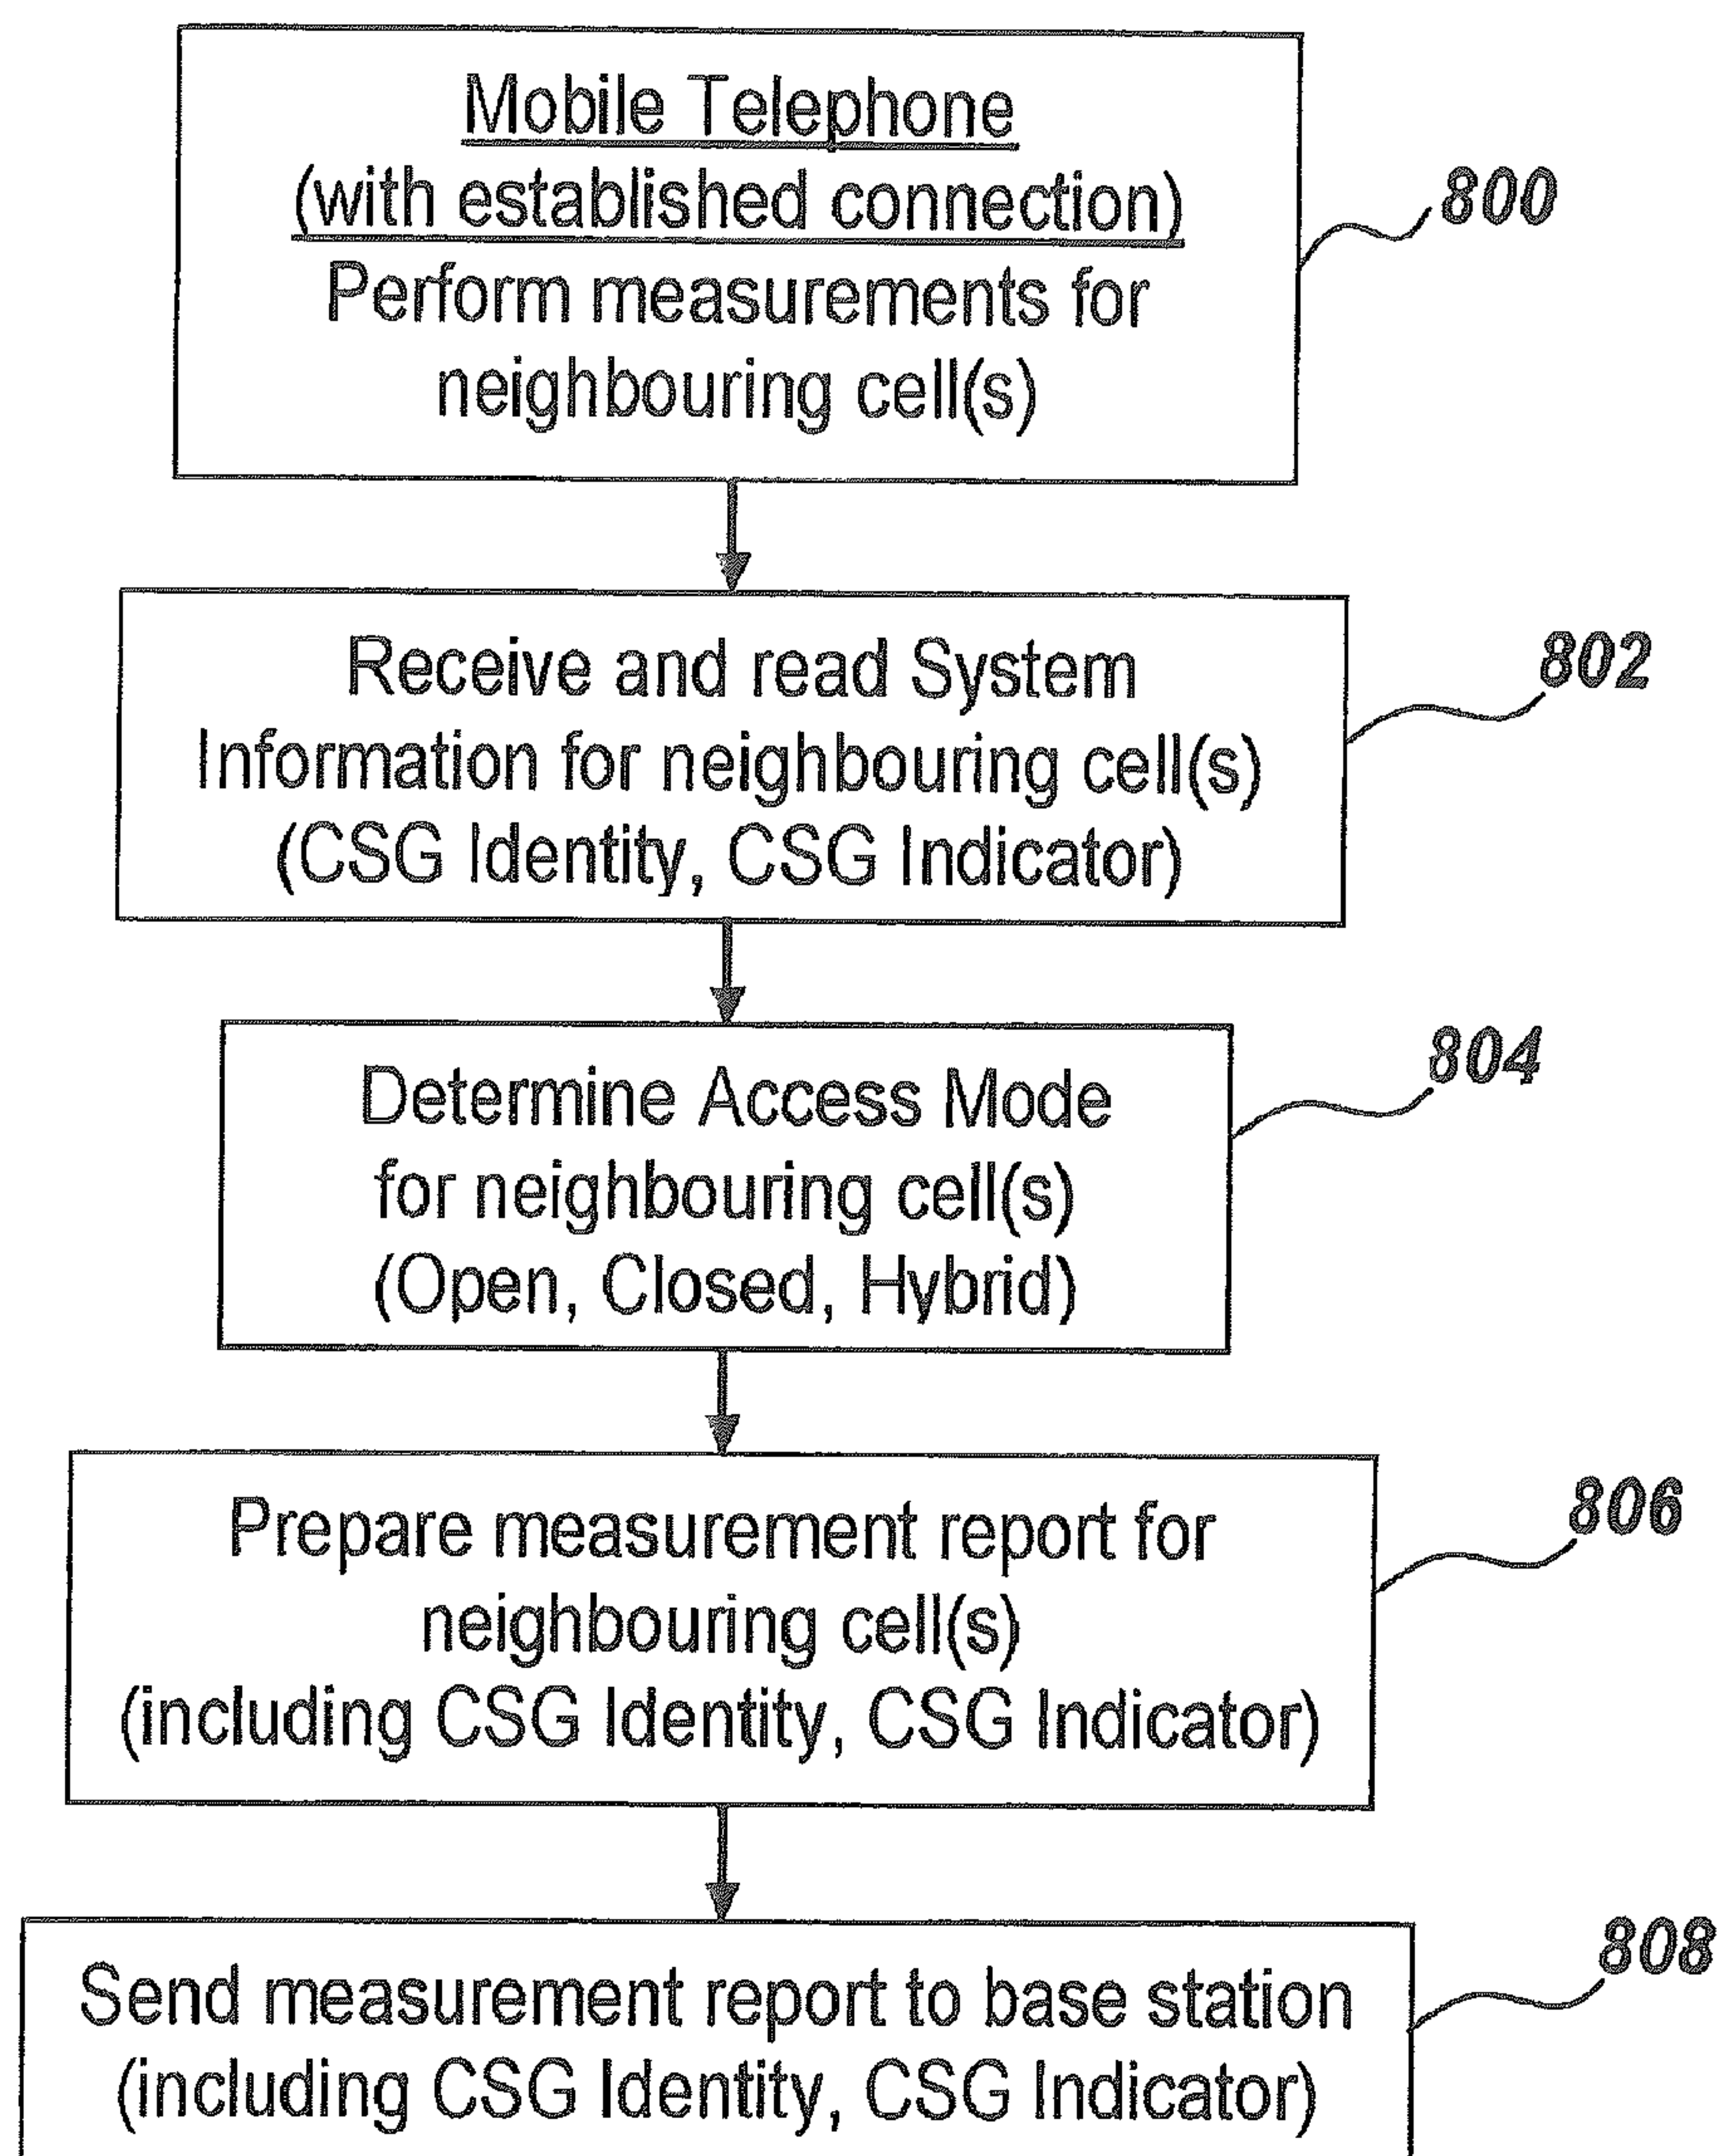 Mobile Telephone
(with established connection)
Perform measurements for
neighbouring cell(s)
800
Receive and read System
Information for neighbouring cell(s)
(CSG Identity, CSG Indicator)
802
Determine Access Mode
for neighbouring cell(s)
(Open, Closed, Hybrid)
804
Prepare measurement report for
neighbouring cell(s)
(including CSG Identity, CSG Indicator)
806
Send measurement report to base station
(including CSG Identity, CSG Indicator)
808